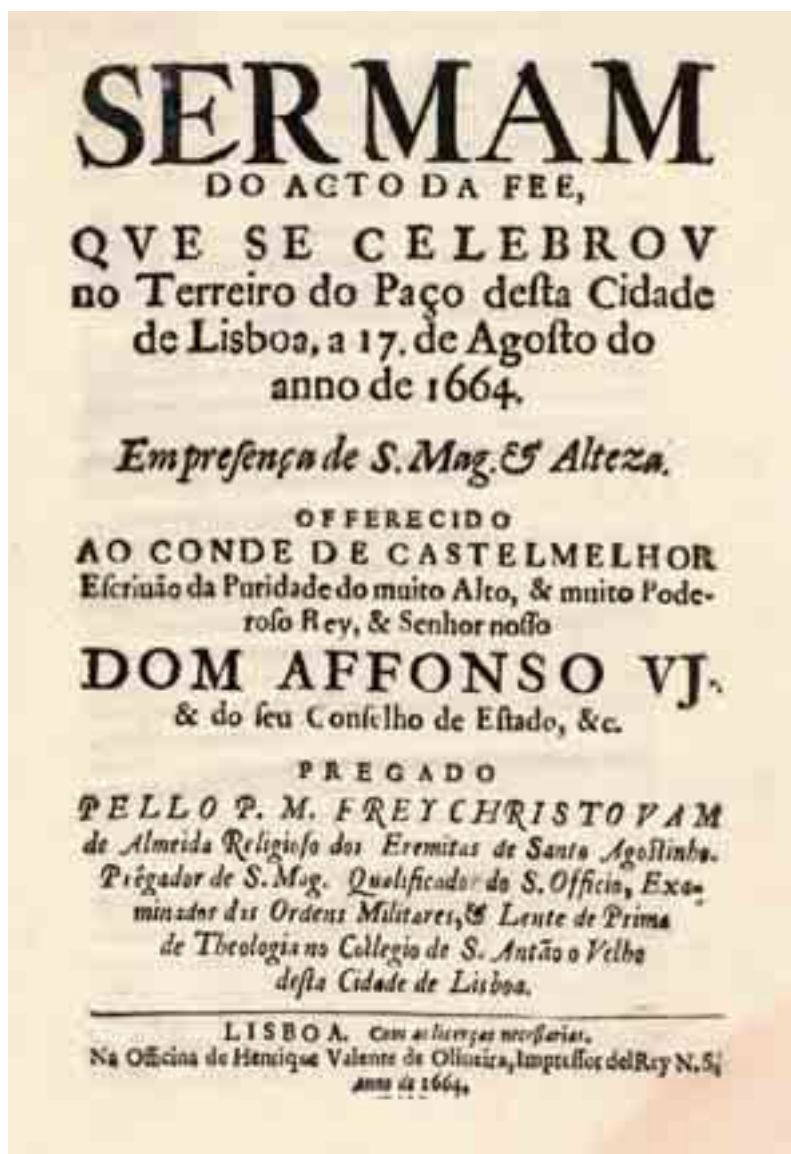 SERMAM
DO ACTO DA FEE,
QVE SE CELEBROV
no Terreiro do Paço deſta Cidade
de Lisboa, a 17. de Agoſto do
anno de 1664.
Em preſença de S. Mag. & Alteza.
OFFERECIDO
AO CONDE DE CASTELMELHOR
Eſcriuão da Puridade do muito Alto, & muito Pode-
roſo Rey, & Senhor noſſo
DOM AFFONSO VJ.
& do ſeu Conſelho de Eſtado, &c.
PREGADO
PELLO P. M. FREY CHRISTOVAM
de Almeida Religioſo dos Eremitas de Santo Agoſtinho.
Prégador de S. Mag. Qualificador do S. Officio, Exa-
minador das Ordens Militares, & Lente de Prima
de Theologia no Collegio de S. Antão o Velho
deſta Cidade de Lisboa.
LISBOA. Com as licenças neceſſarias.
Na Officina de Henrique Valente de Oliueira, Impreſſor delRey N. S.
anno de 1664.